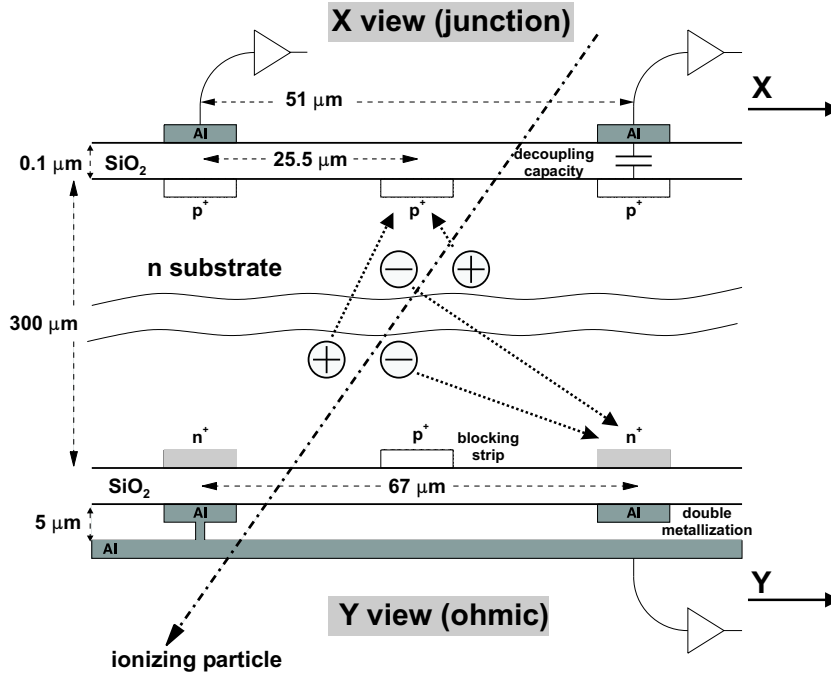 X view (junction)
51 μm
X
Al
Al
0.1 μm
SiO₂
25.5 μm
decoupling
capacity
p⁺
p⁺
p⁺
n substrate
300 μm
n⁺
p⁺
blocking
strip
n⁺
SiO₂
67 μm
5 μm
Al
Al
double
metallization
Al
Y
Y view (ohmic)
ionizing particle